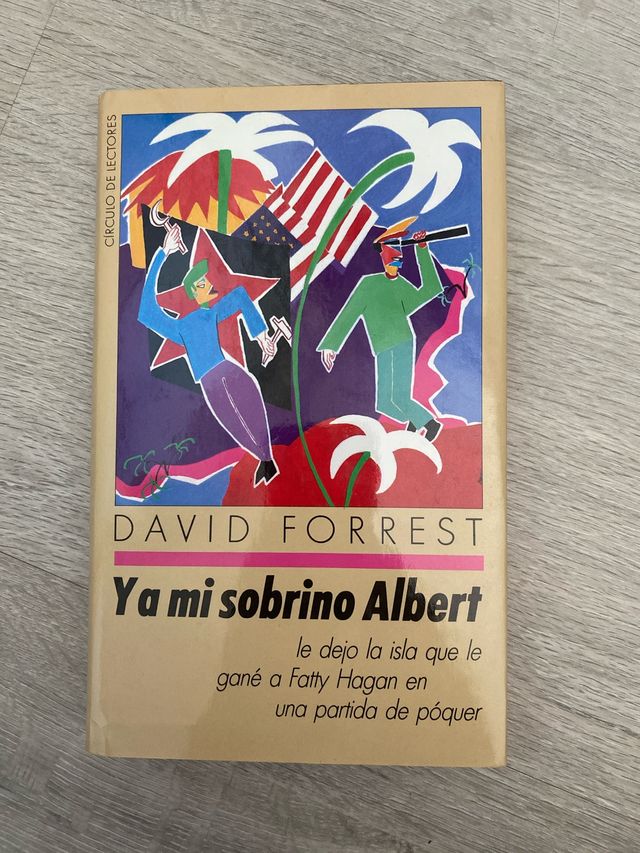 CÍRCULO DE LECTORES
DAVID FORREST
Y a mi sobrino Albert
le dejo la isla que le
gané a Fatty Hagan en
una partida de póquer